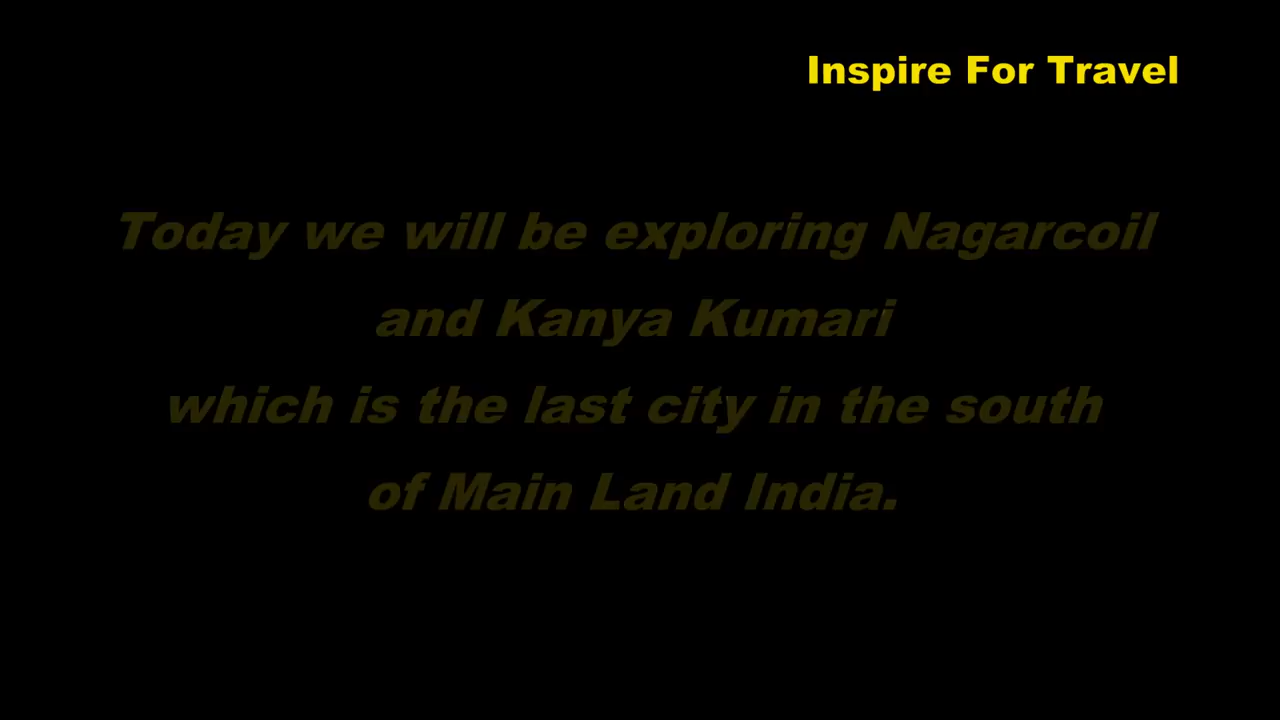 Inspire For Travel
Today we will be exploring Nagarcoil
and Kanya Kumari
which is the last city in the south
of Main Land India.